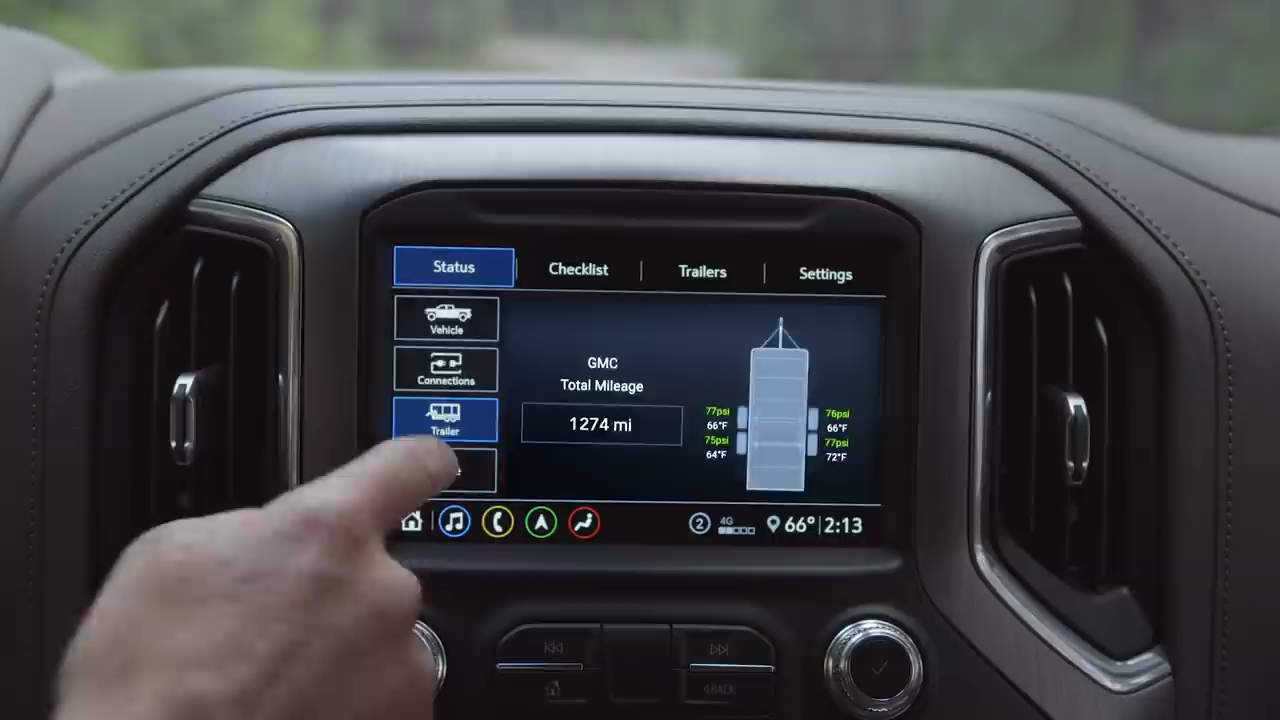 Status
Checklist
Trailers
Settings
Vehicle
Connections
Trailer
GMC
Total Mileage
1274 mi
77psi
66°F
75psi
64°F
76psi
66°F
77psi
72°F
2
4G
66°
2:13
BACK